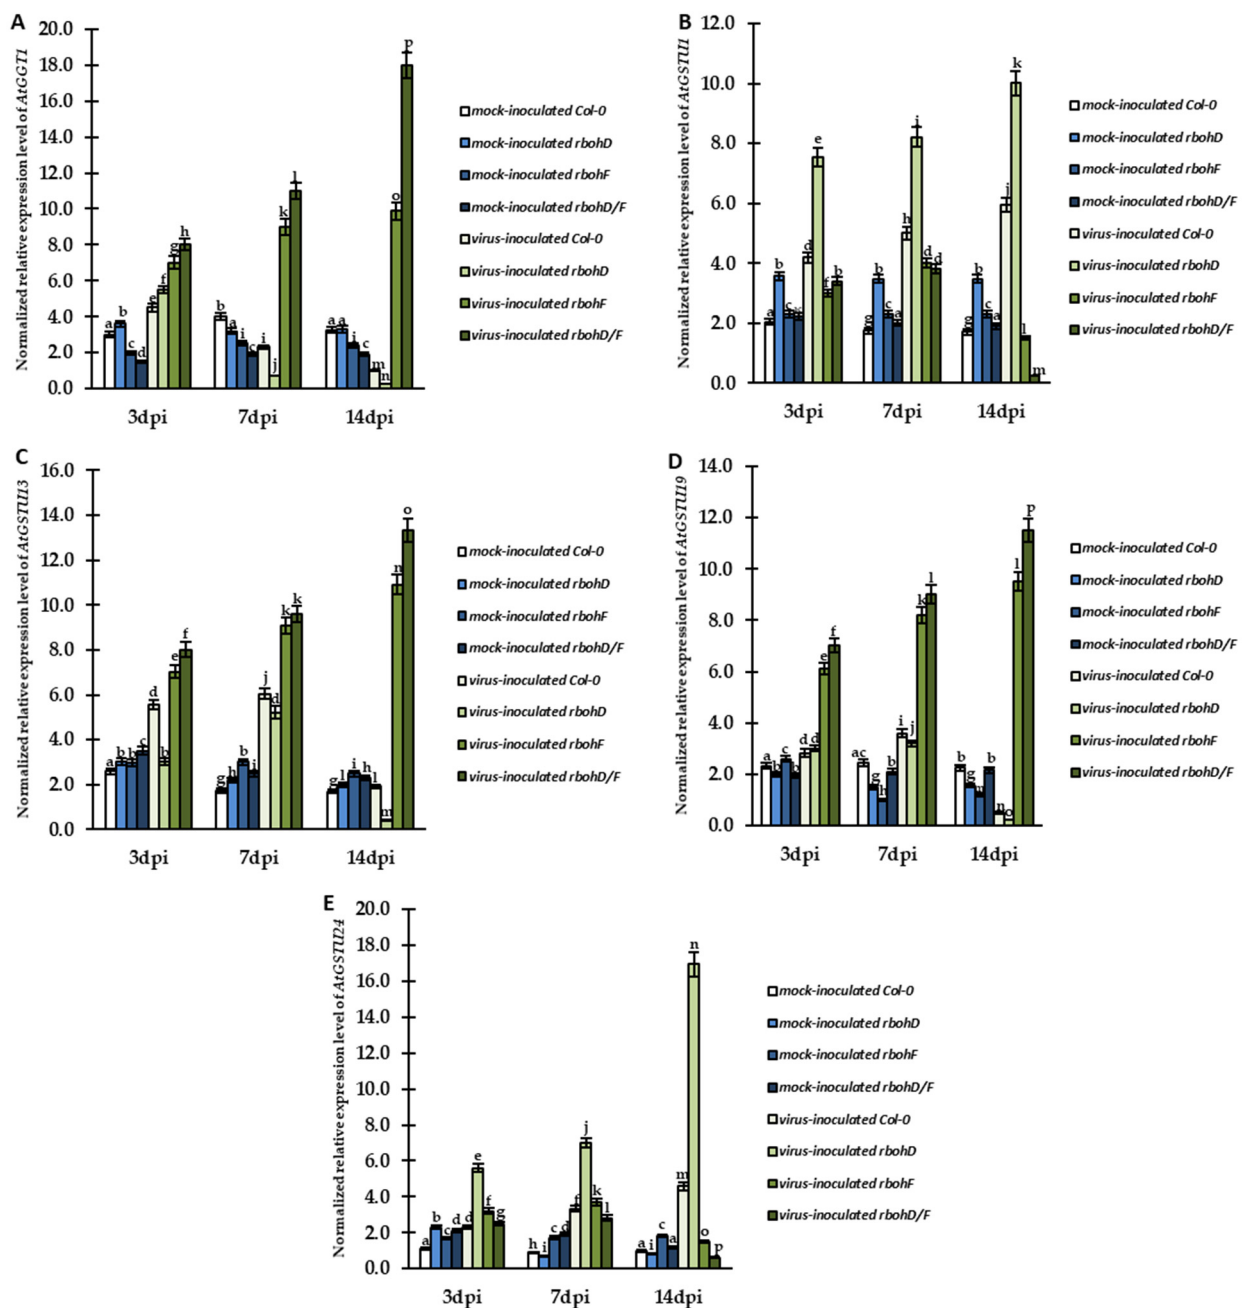 A
Normalized relative expression level of AtGGT1
20.0
18.0
16.0
14.0
12.0
10.0
8.0
6.0
4.0
2.0
0.0
a b c d e f g h
b a i c i j k l
a a i c m n o p
3dpi 7dpi 14dpi
mock-inoculated Col-0
mock-inoculated rbohD
mock-inoculated rbohF
mock-inoculated rbohD/F
virus-inoculated Col-0
virus-inoculated rbohD
virus-inoculated rbohF
virus-inoculated rbohD/F
B
Normalized relative expression level of AtGSTU1
12.0
10.0
8.0
6.0
4.0
2.0
0.0
a b c d e f b
g b c a h i d d
g b c a j k l m
3dpi 7dpi 14dpi
mock-inoculated Col-0
mock-inoculated rbohD
mock-inoculated rbohF
mock-inoculated rbohD/F
virus-inoculated Col-0
virus-inoculated rbohD
virus-inoculated rbohF
virus-inoculated rbohD/F
C
Normalized relative expression level of AtGSTU13
16.0
14.0
12.0
10.0
8.0
6.0
4.0
2.0
0.0
a b b c d b e f
g h b i j d k k
g l i h l m n o
3dpi 7dpi 14dpi
mock-inoculated Col-0
mock-inoculated rbohD
mock-inoculated rbohF
mock-inoculated rbohD/F
virus-inoculated Col-0
virus-inoculated rbohD
virus-inoculated rbohF
virus-inoculated rbohD/F
D
Normalized relative expression level of AtGSTU19
14.0
12.0
10.0
8.0
6.0
4.0
2.0
0.0
a b c b d d e f
ac g h b i j k l
b g m b n o l p
3dpi 7dpi 14dpi
mock-inoculated Col-0
mock-inoculated rbohD
mock-inoculated rbohF
mock-inoculated rbohD/F
virus-inoculated Col-0
virus-inoculated rbohD
virus-inoculated rbohF
virus-inoculated rbohD/F
E
Normalized relative expression level of AtGSTU24
20.0
18.0
16.0
14.0
12.0
10.0
8.0
6.0
4.0
2.0
0.0
a b c d d e f g
h i c d f j k l
a i c a m n o p
3dpi 7dpi 14dpi
mock-inoculated Col-0
mock-inoculated rbohD
mock-inoculated rbohF
mock-inoculated rbohD/F
virus-inoculated Col-0
virus-inoculated rbohD
virus-inoculated rbohF
virus-inoculated rbohD/F